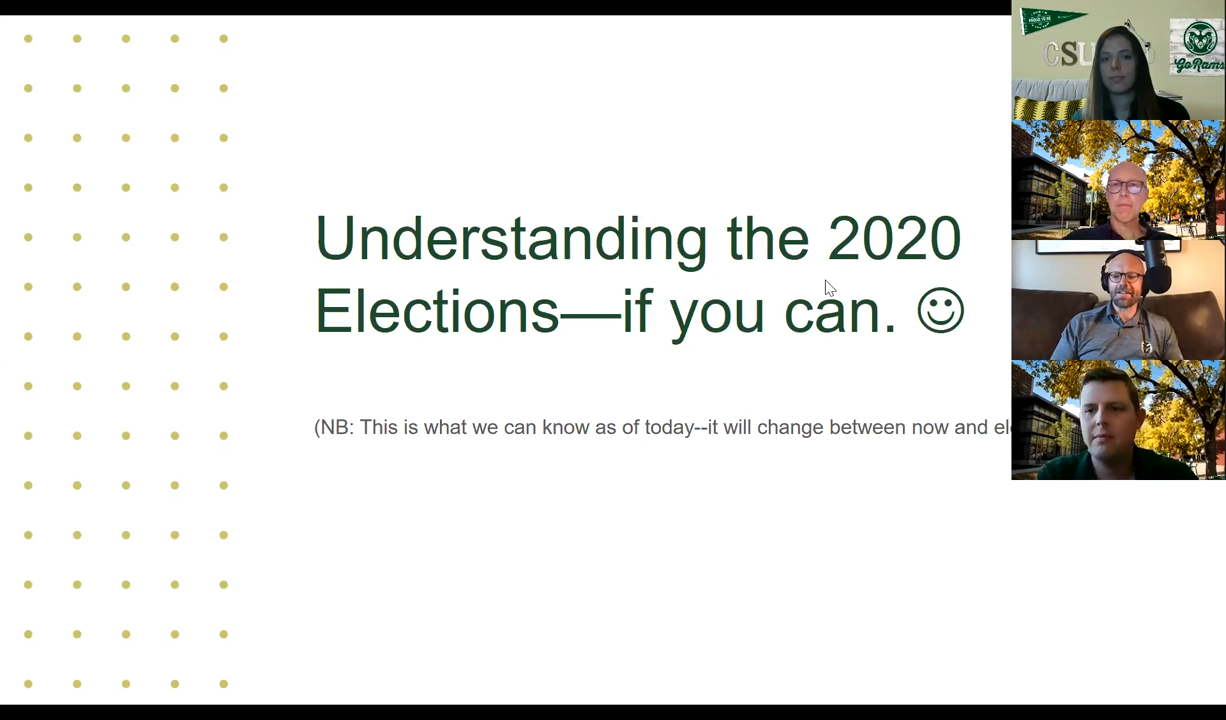 Understanding the 2020
Elections—if you can. ☺
(NB: This is what we can know as of today--it will change between now and
CSU
Go Rams